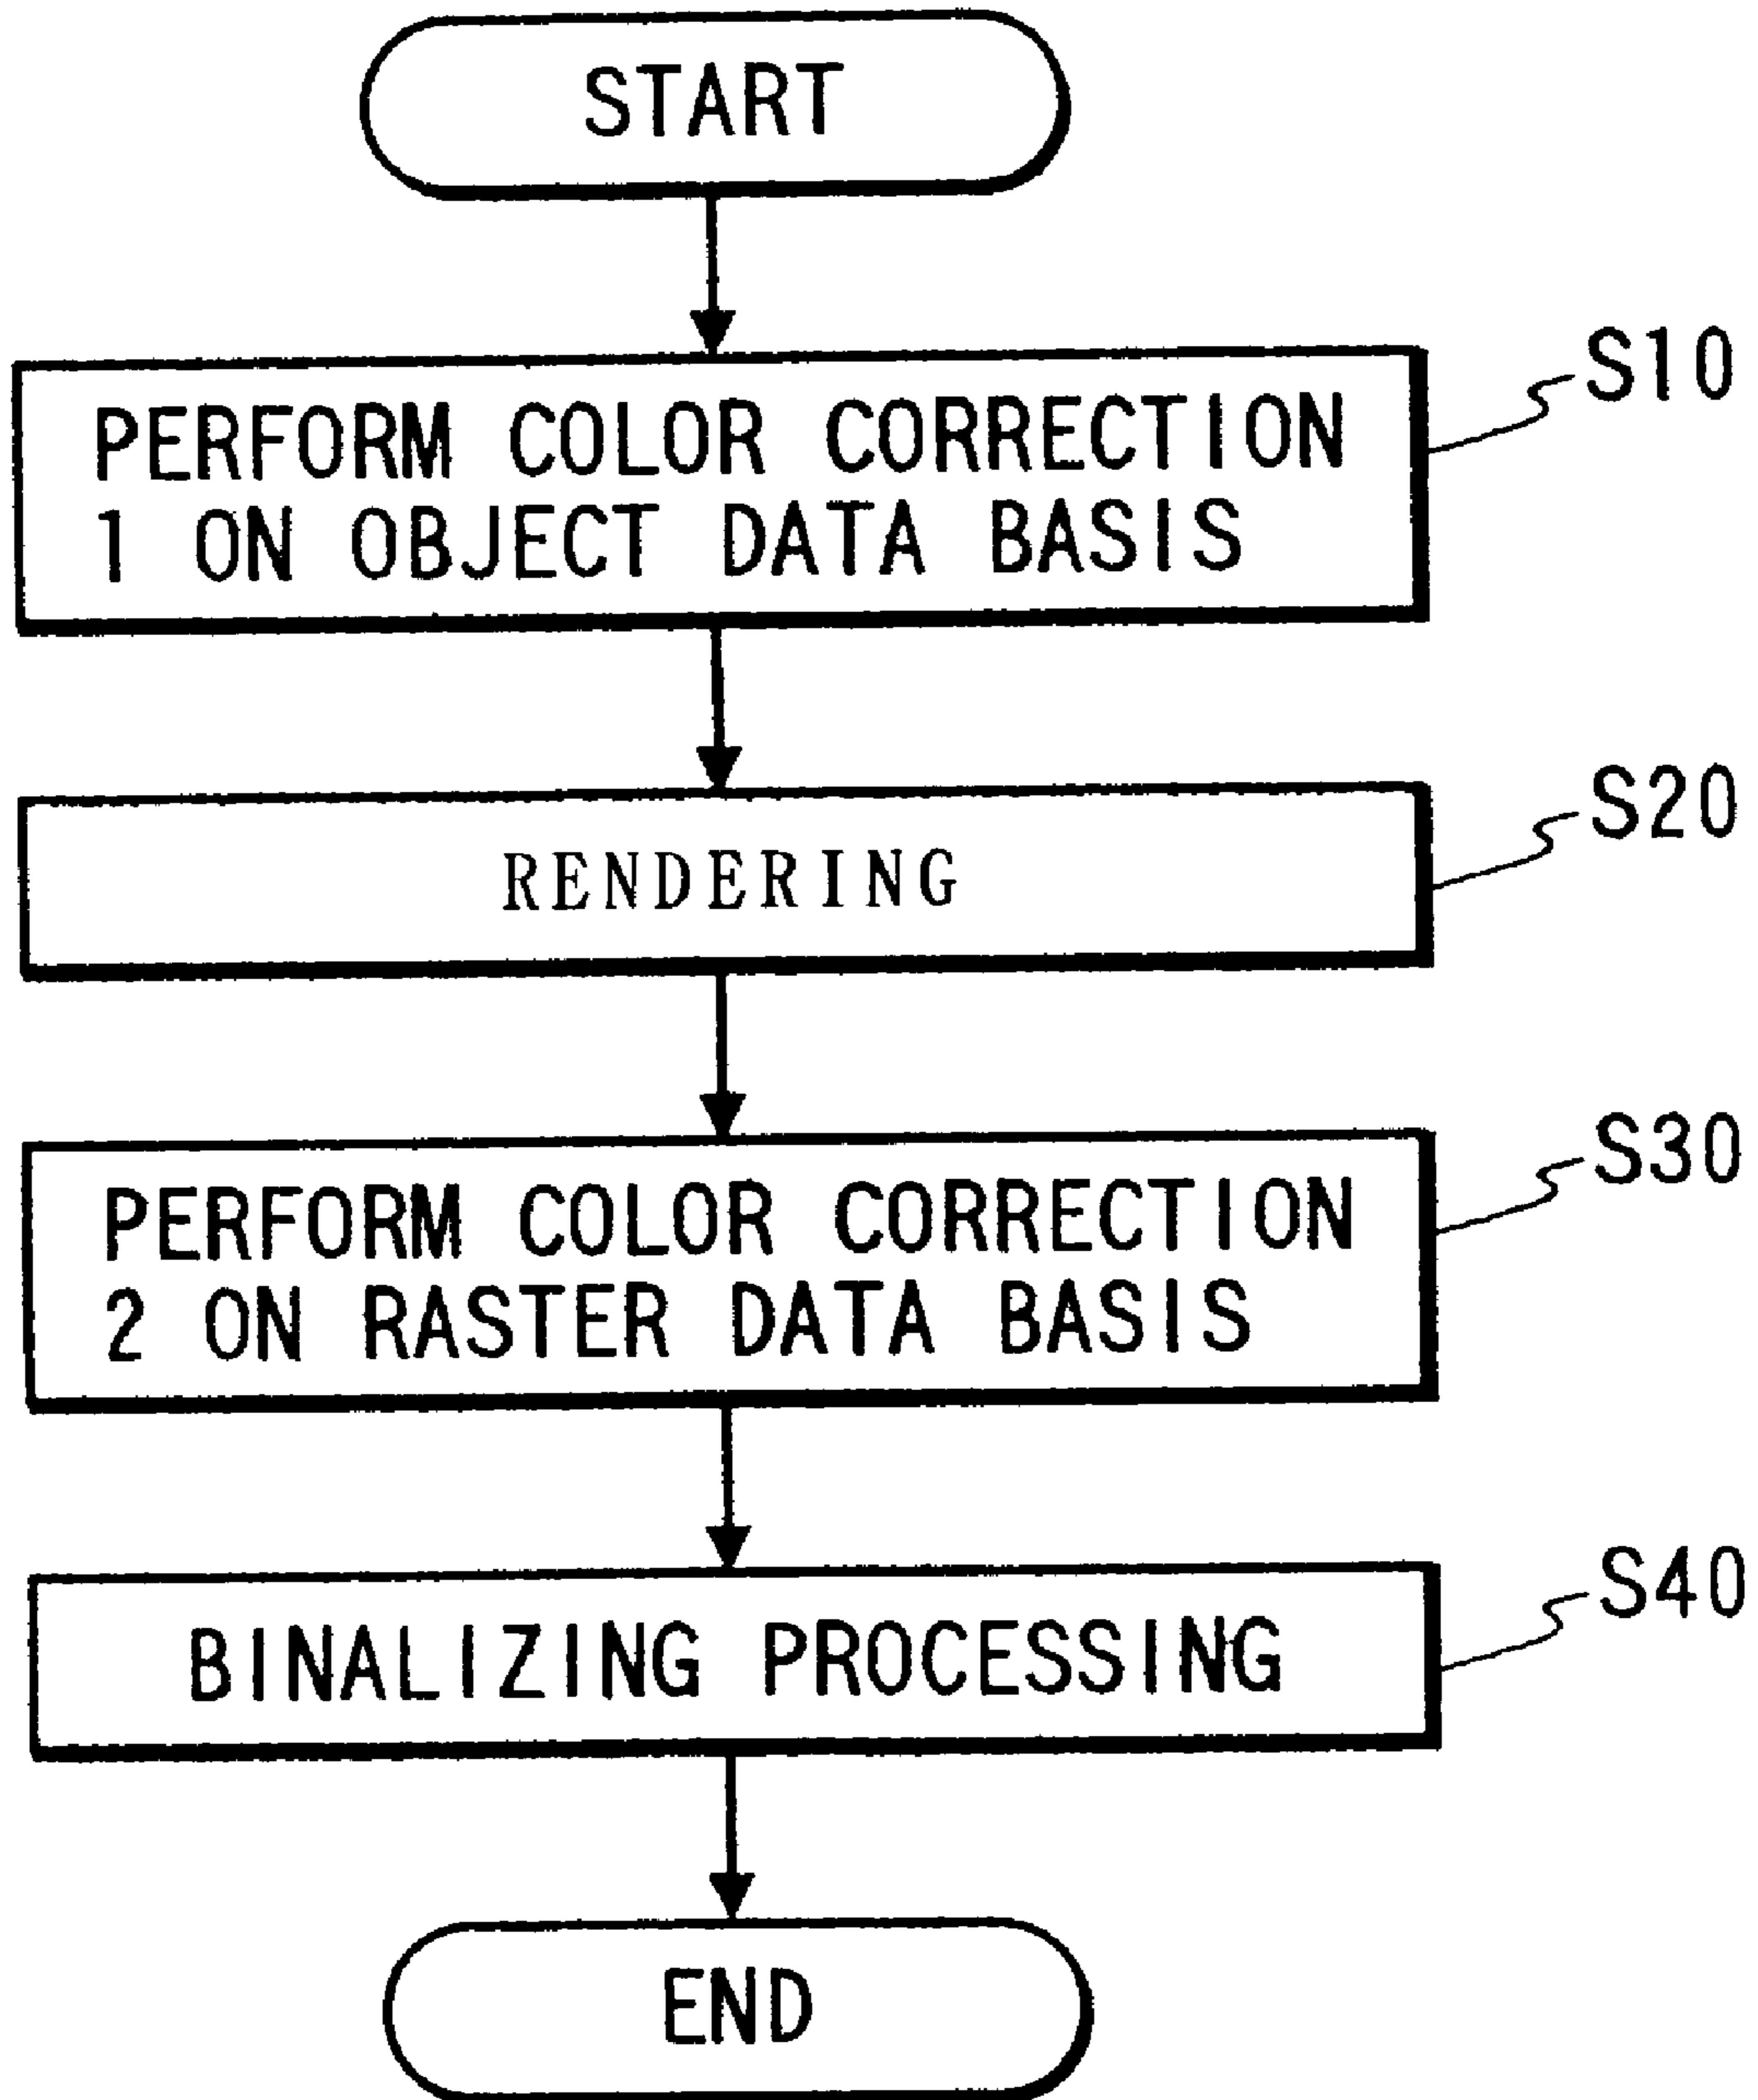 START
S10
PERFORM COLOR CORRECTION
1 ON OBJECT DATA BASIS
S20
RENDERING
S30
PERFORM COLOR CORRECTION
2 ON RASTER DATA BASIS
S40
BINALIZING PROCESSING
END